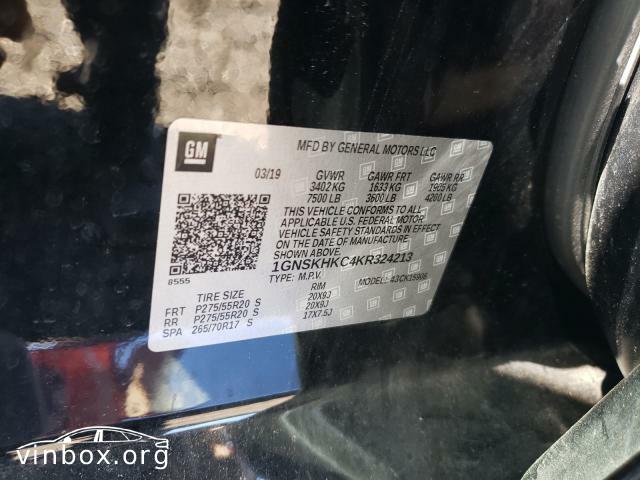 GM
MFD BY GENERAL MOTORS LLC
03/19 GVWR GAWR FRT GAWR RR
3402 KG 1633 KG 1905 KG
7500 LB 3600 LB 4200 LB
THIS VEHICLE CONFORMS TO ALL
APPLICABLE U.S. FEDERAL MOTOR
VEHICLE SAFETY STANDARDS IN EFFECT
ON THE DATE OF MANUFACTURE
SHOWN ABOVE.
8555
1GNSKHKC4KR324213
TYPE: M.P.V. MODEL: 43CK15906
TIRE SIZE RIM
FRT P275/55R20 S 20X9J
RR P275/55R20 S 20X9J
SPA 265/70R17 S 17X7.5J
vinbox.org